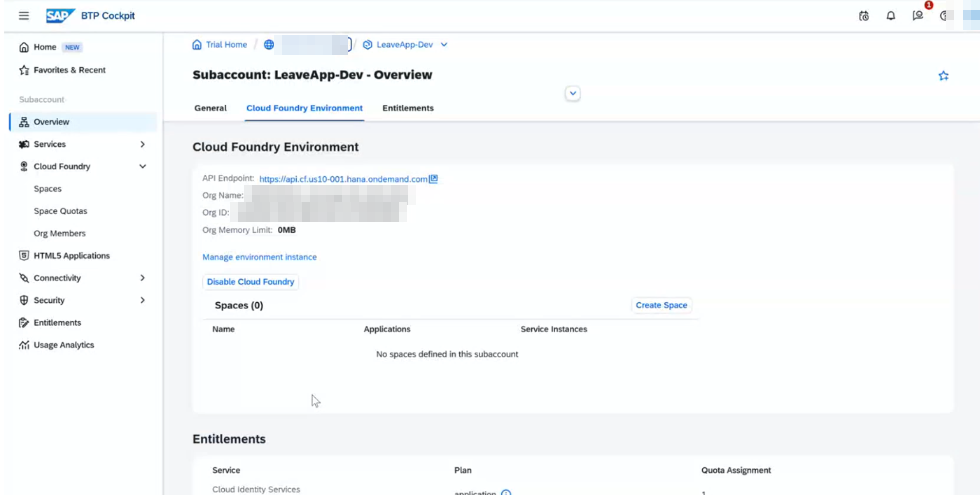 SAP BTP Cockpit
1
Home NEW
Favorites & Recent
Subaccount
Overview
Services
Cloud Foundry
Spaces
Space Quotas
Org Members
HTML5 Applications
Connectivity
Security
Entitlements
Usage Analytics
Trial Home / / LeaveApp-Dev
Subaccount: LeaveApp-Dev - Overview
General Cloud Foundry Environment Entitlements
Cloud Foundry Environment
API Endpoint: https://api.cf.us10-001.hana.ondemand.com
Org Name:
Org ID:
Org Memory Limit: 0MB
Manage environment instance
Disable Cloud Foundry
Spaces (0) Create Space
Name Applications Service Instances
No spaces defined in this subaccount
Entitlements
Service Plan Quota Assignment
Cloud Identity Services application 1